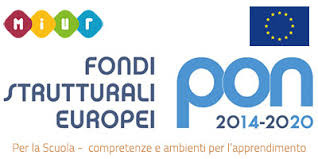 MIUR
FONDI
STRUTTURALI
EUROPEI
pon
2014-2020
Per la Scuola - competenze e ambienti per l'apprendimento